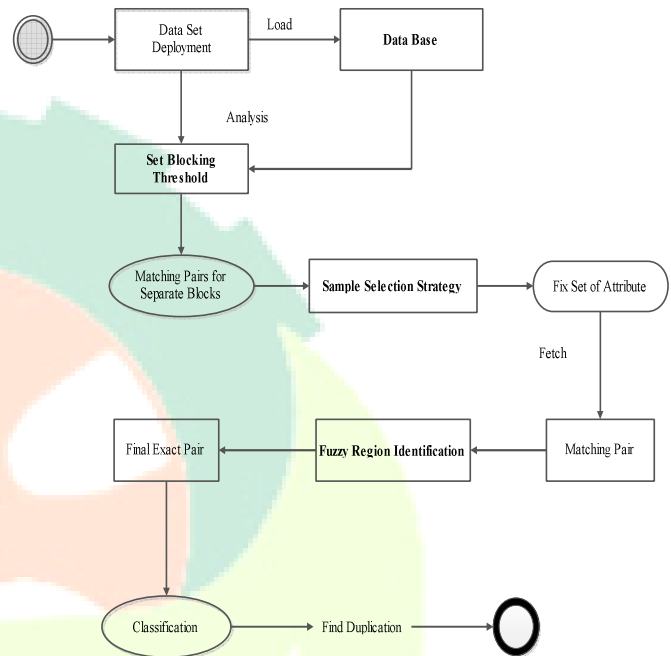 Data Set
Deployment
Load
Data Base
Analysis
Set Blocking
Threshold
Matching Pairs for
Separate Blocks
Sample Selection Strategy
Fix Set of Attribute
Fetch
Final Exact Pair
Fuzzy Region Identification
Matching Pair
Classification
Find Duplication